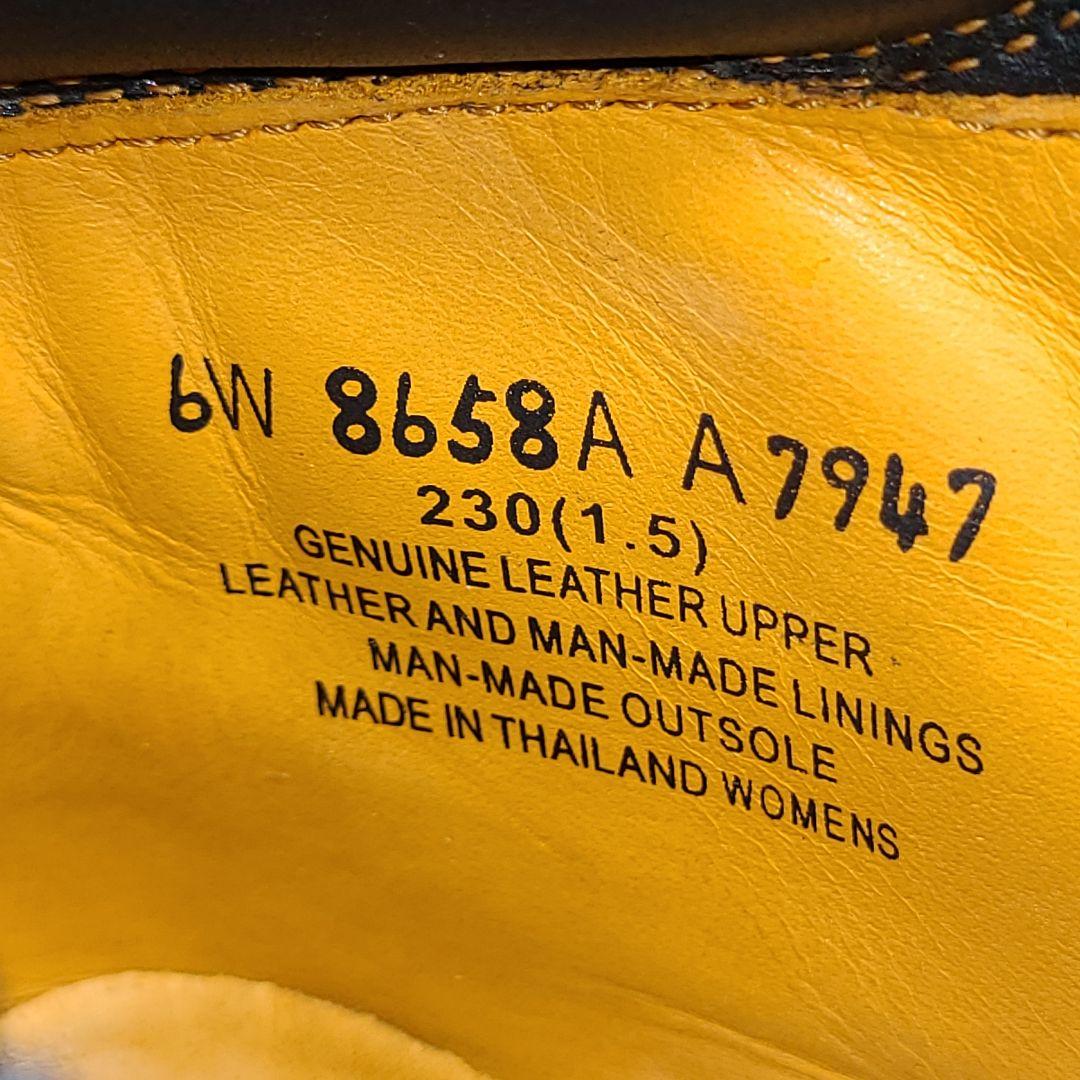 6W 8658A A7947
230(1.5)
GENUINE LEATHER UPPER
LEATHER AND MAN-MADE LININGS
MAN-MADE OUTSOLE
MADE IN THAILAND WOMENS